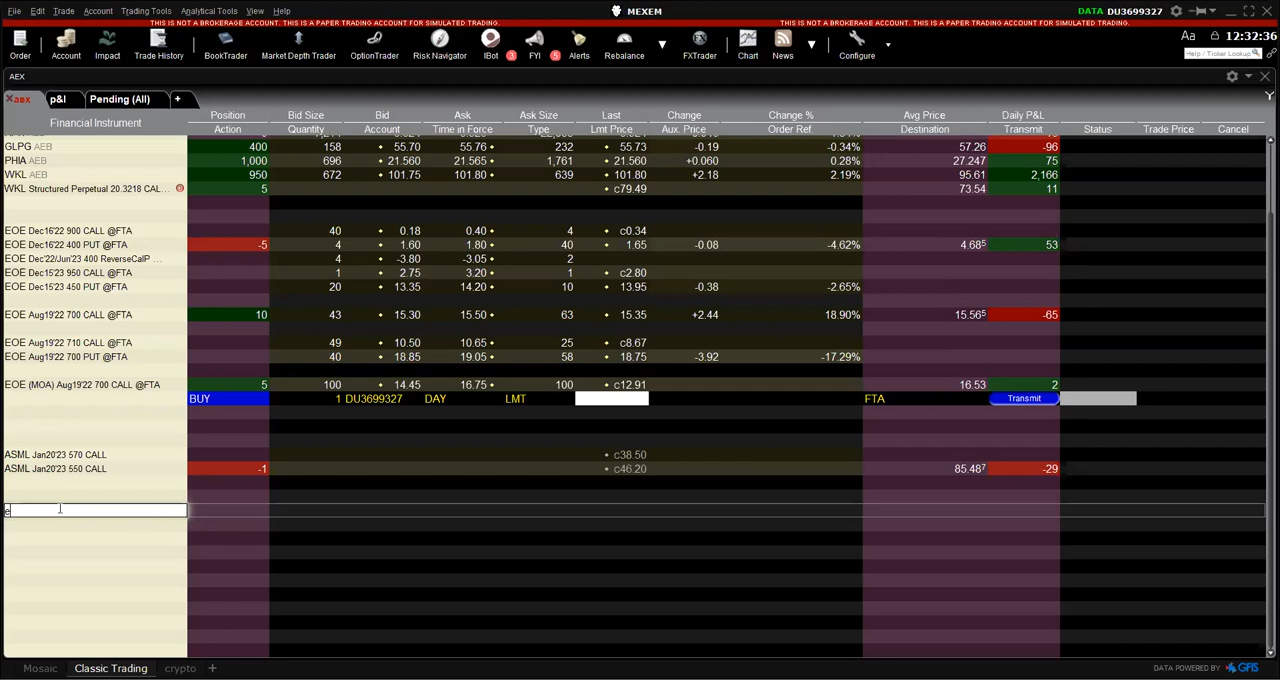 File Edit Trade Account Trading Tools Analytical Tools View Help MEXEM DATA DU3699327
THIS IS NOT A BROKERAGE ACCOUNT. THIS IS A PAPER TRADING ACCOUNT FOR SIMULATED TRADING. THIS IS NOT A BROKERAGE ACCOUNT. THIS IS A PAPER TRADING ACCOUNT FOR SIMULATED TRADING.
Aa 12:32:36
Order Account Impact Trade History BookTrader Market Depth Trader OptionTrader Risk Navigator IBot 3 FYI 5 Alerts Rebalance FX FXTrader Chart News Configure Help / Ticker Lookup
AEX
aex p&l Pending (All) +
Financial Instrument Position Bid Size Bid Ask Ask Size Last Change Change % Avg Price Daily P&L
Action Quantity Account Time in Force Type Lmt Price Aux. Price Order Ref. Destination Transmit Status Trade Price Cancel
GLPG AEB 400 158 55.70 55.76 232 55.73 -0.19 -0.34% 57.26 -96
PHIA AEB 1,000 696 21.560 21.565 1,761 21.560 +0.060 0.28% 27.247 75
WKL AEB 950 672 101.75 101.80 639 101.80 +2.18 2.19% 95.61 2,166
WKL Structured Perpetual 20.3218 CAL... 5 c79.49 73.54 11
EOE Dec16'22 900 CALL @FTA 40 0.18 0.40 4 c0.34
EOE Dec16'22 400 PUT @FTA -5 4 1.60 1.80 40 1.65 -0.08 -4.62% 4.68⁵ 53
EOE Dec'22/Jun'23 400 ReverseCalP ... 4 -3.80 -3.05 2
EOE Dec15'23 950 CALL @FTA 1 2.75 3.20 1 c2.80
EOE Dec15'23 450 PUT @FTA 20 13.35 14.20 10 13.95 -0.38 -2.65%
EOE Aug19'22 700 CALL @FTA 10 43 15.30 15.50 63 15.35 +2.44 18.90% 15.56⁵ -65
EOE Aug19'22 710 CALL @FTA 49 10.50 10.65 25 c8.67
EOE Aug19'22 700 PUT @FTA 40 18.85 19.05 58 18.75 -3.92 -17.29%
EOE (MOA) Aug19'22 700 CALL @FTA 5 100 14.45 16.75 100 c12.91 16.53 2
BUY 1 DU3699327 DAY LMT FTA Transmit
ASML Jan20'23 570 CALL c38.50
ASML Jan20'23 550 CALL -1 c46.20 85.48⁷ -29
e
Mosaic Classic Trading crypto + DATA POWERED BY GFIS